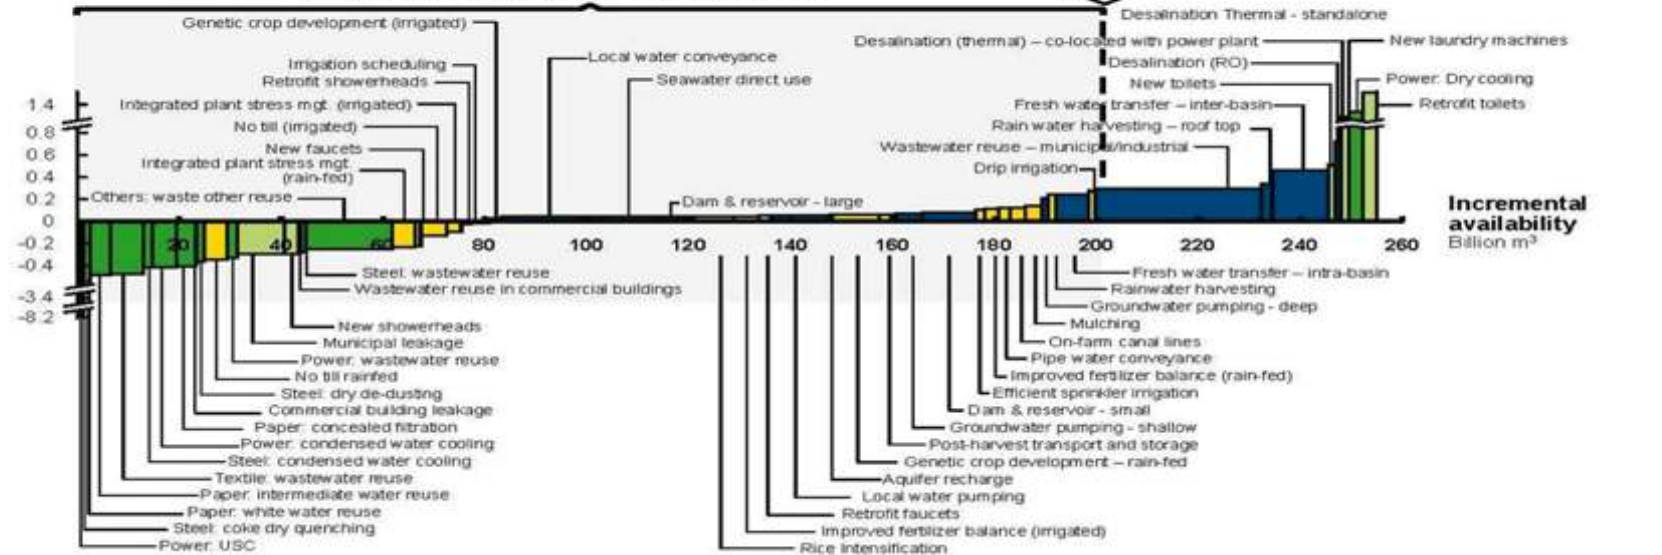 Desalination Thermal - standalone
Genetic crop development (irrigated)
Desalination (thermal) – co-located with power plant
New laundry machines
Local water conveyance
Irrigation scheduling
Desalination (RO)
Retrofit showerheads
Seawater direct use
New toilets
Power: Dry cooling
Integrated plant stress mgt. (irrigated)
Fresh water transfer – inter-basin
Retrofit toilets
No till (irrigated)
Rain water harvesting – roof top
New faucets
Wastewater reuse – municipal/industrial
Integrated plant stress mgt.
(rain-fed)
Drip irrigation
Others: waste other reuse
Dam & reservoir - large
1.4
0.8
0.6
0.4
0.2
0
-0.2
-0.4
-3.4
-8.2
20 40 60 80 100 120 140 160 180 200 220 240 260
Incremental
availability
Billion m³
Steel: wastewater reuse
Wastewater reuse in commercial buildings
New showerheads
Municipal leakage
Power: wastewater reuse
No till rainfed
Steel: dry de-dusting
Commercial building leakage
Paper: concealed filtration
Power: condensed water cooling
Steel: condensed water cooling
Textile: wastewater reuse
Paper: intermediate water reuse
Paper: white water reuse
Steel: coke dry quenching
Power: USC
Fresh water transfer – intra-basin
Rainwater harvesting
Groundwater pumping - deep
Mulching
On-farm canal lines
Pipe water conveyance
Improved fertilizer balance (rain-fed)
Efficient sprinkler irrigation
Dam & reservoir - small
Groundwater pumping - shallow
Post-harvest transport and storage
Genetic crop development – rain-fed
Aquifer recharge
Local water pumping
Retrofit faucets
Improved fertilizer balance (irrigated)
Rice Intensification